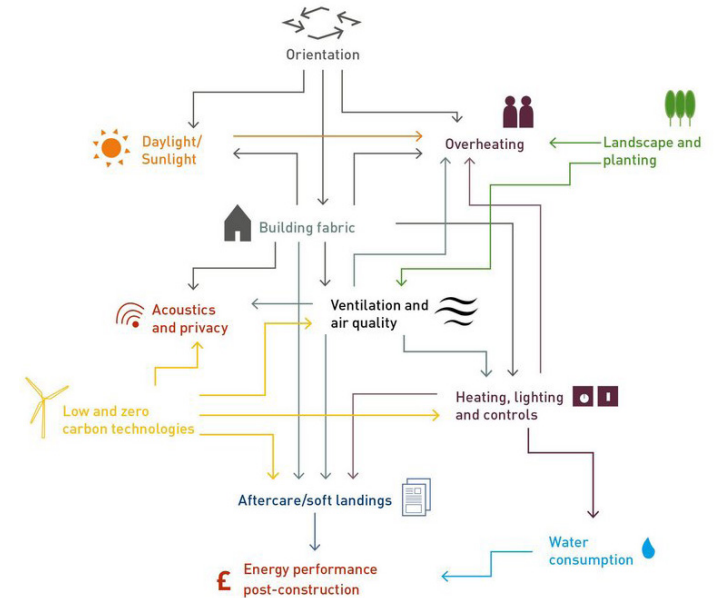 Orientation
Daylight/
Sunlight
Overheating
Landscape and
planting
Building fabric
Acoustics
and privacy
Ventilation and
air quality
Low and zero
carbon technologies
Heating, lighting
and controls
Aftercare/soft landings
Water
consumption
£
Energy performance
post-construction